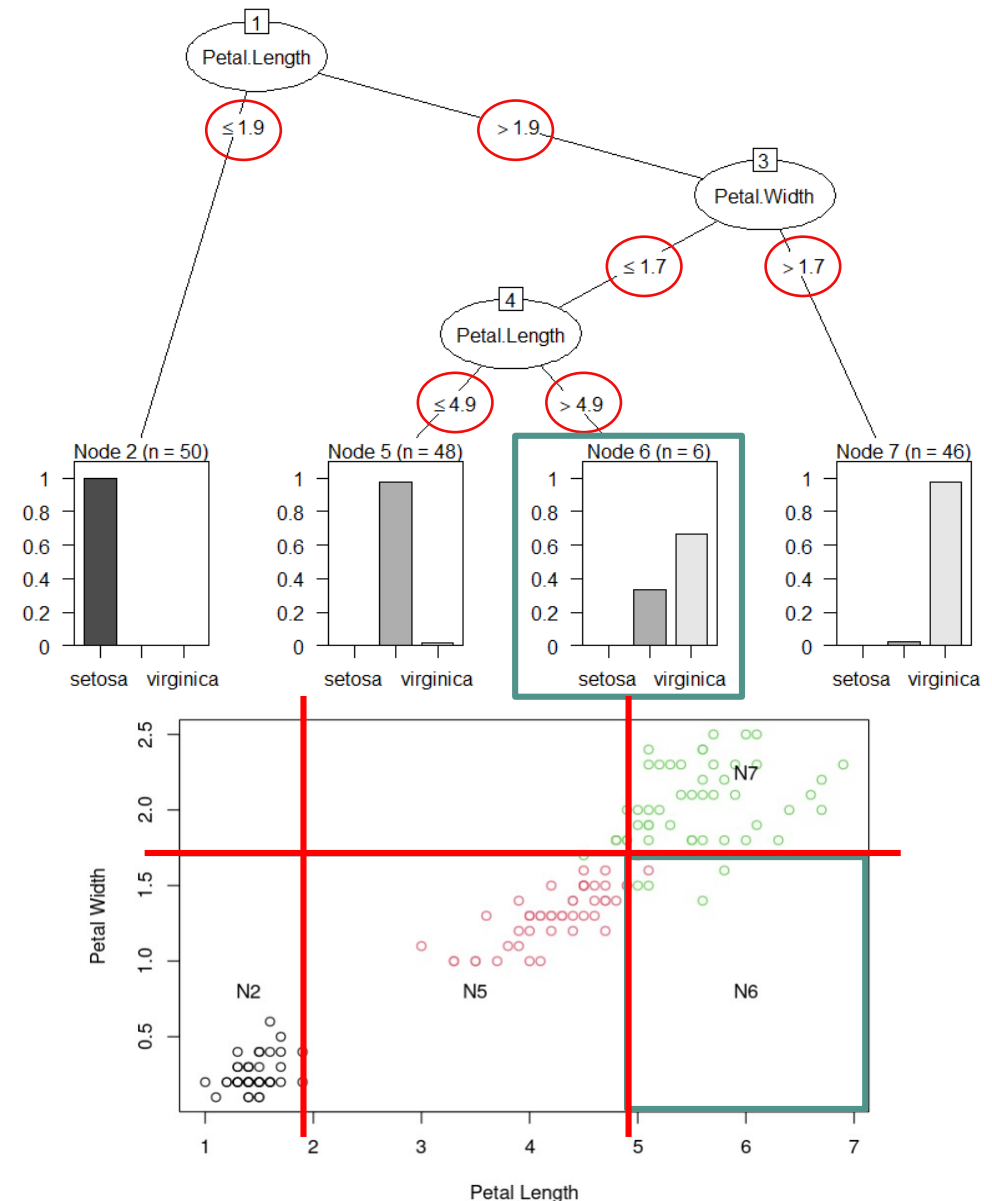 1
Petal.Length
≤ 1.9
> 1.9
3
Petal.Width
≤ 1.7
> 1.7
4
Petal.Length
≤ 4.9
> 4.9
Node 2 (n = 50)
1
0.8
0.6
0.4
0.2
0
setosa virginica
Node 5 (n = 48)
1
0.8
0.6
0.4
0.2
0
setosa virginica
Node 6 (n = 6)
1
0.8
0.6
0.4
0.2
0
setosa virginica
Node 7 (n = 46)
1
0.8
0.6
0.4
0.2
0
setosa virginica
2.5
2.0
1.5
1.0
0.5
Petal Width
N7
N2
N5
N6
1 2 3 4 5 6 7
Petal Length